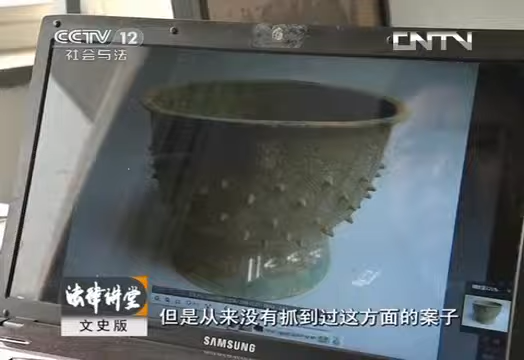 CCTV 12
社会与法
CNTV
法律讲堂
文史版
但是从来没有抓到过这方面的案子
SAMSUNG